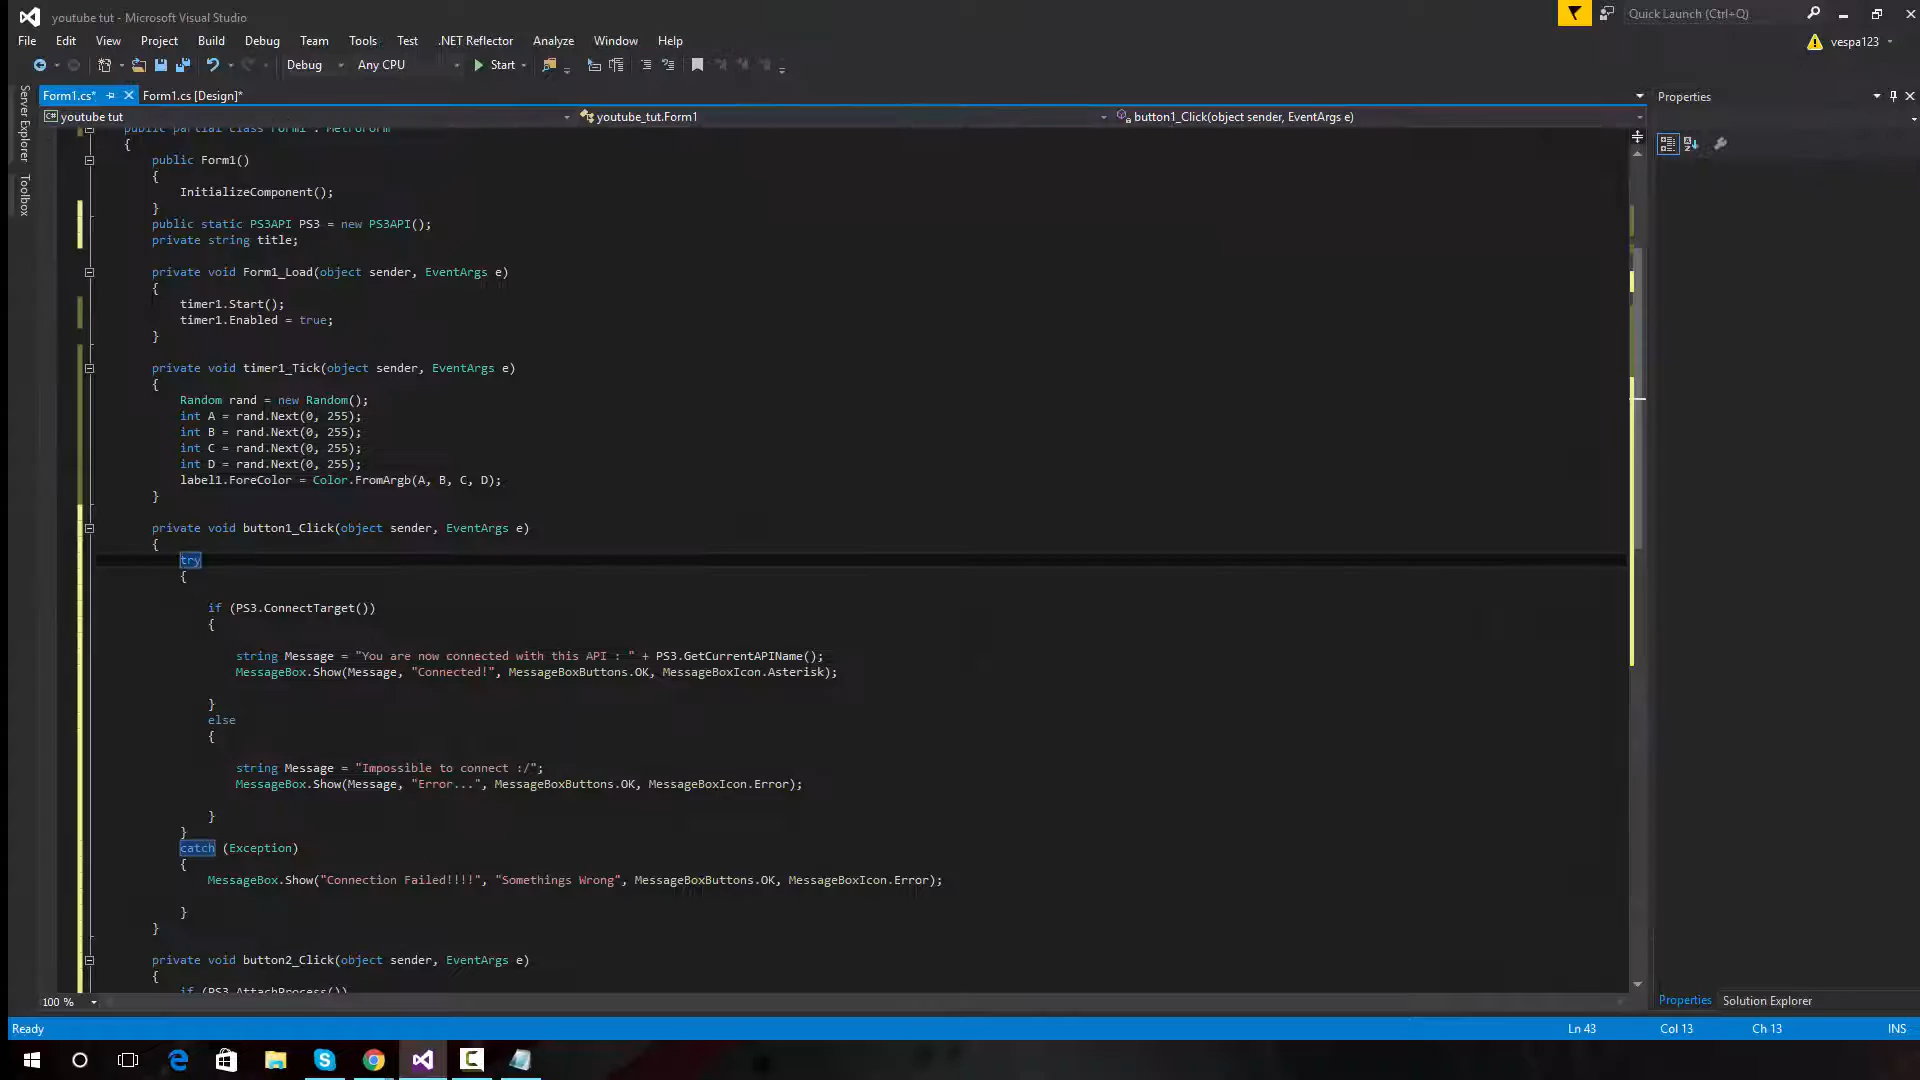 youtube tut - Microsoft Visual Studio
Quick Launch (Ctrl+Q)
File Edit View Project Build Debug Team Tools Test .NET Reflector Analyze Window Help
vespa123
Debug Any CPU Start
Form1.cs* Form1.cs [Design]*
Properties
youtube tut youtube_tut.Form1 button1_Click(object sender, EventArgs e)
Server Explorer
Toolbox
public partial class Form1 : MetroForm
{
public Form1()
{
InitializeComponent();
}
public static PS3API PS3 = new PS3API();
private string title;
private void Form1_Load(object sender, EventArgs e)
{
timer1.Start();
timer1.Enabled = true;
}
private void timer1_Tick(object sender, EventArgs e)
{
Random rand = new Random();
int A = rand.Next(0, 255);
int B = rand.Next(0, 255);
int C = rand.Next(0, 255);
int D = rand.Next(0, 255);
label1.ForeColor = Color.FromArgb(A, B, C, D);
}
private void button1_Click(object sender, EventArgs e)
{
try
{
if (PS3.ConnectTarget())
{
string Message = "You are now connected with this API : " + PS3.GetCurrentAPIName();
MessageBox.Show(Message, "Connected!", MessageBoxButtons.OK, MessageBoxIcon.Asterisk);
}
else
{
string Message = "Impossible to connect :/";
MessageBox.Show(Message, "Error...", MessageBoxButtons.OK, MessageBoxIcon.Error);
}
}
catch (Exception)
{
MessageBox.Show("Connection Failed!!!!", "Somethings Wrong", MessageBoxButtons.OK, MessageBoxIcon.Error);
}
}
private void button2_Click(object sender, EventArgs e)
{
if (PS3.AttachProcess())
100 %
Properties Solution Explorer
Ready Ln 43 Col 13 Ch 13 INS